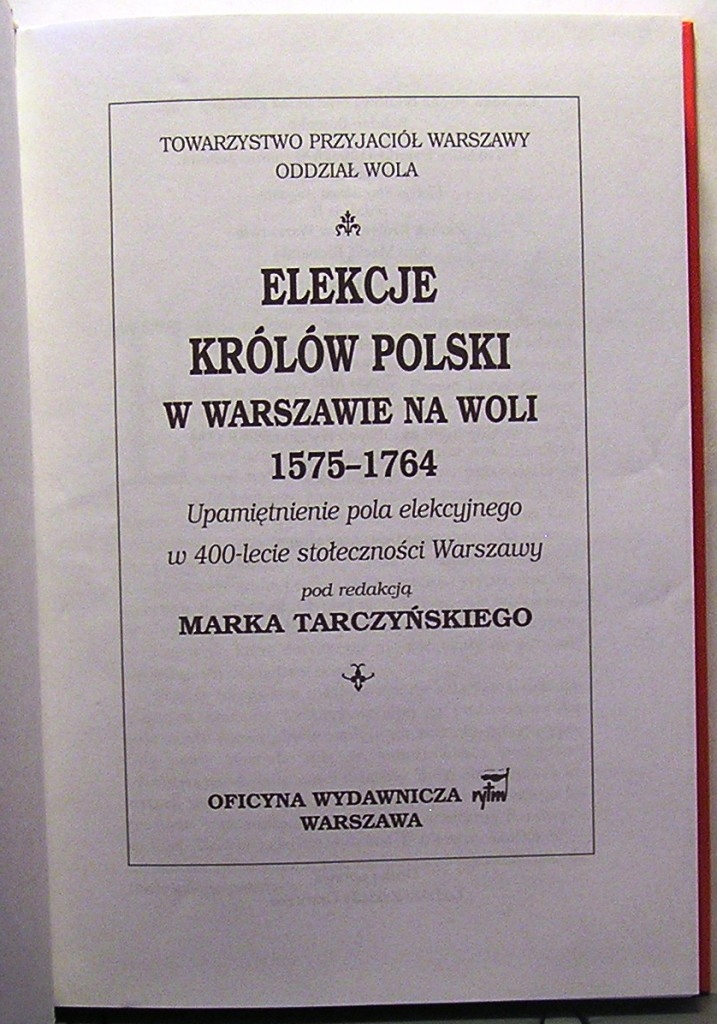 TOWARZYSTWO PRZYJACIÓŁ WARSZAWY
ODDZIAŁ WOLA
ELEKCJE
KRÓLÓW POLSKI
W WARSZAWIE NA WOLI
1575–1764
Upamiętnienie pola elekcyjnego
w 400-lecie stołeczności Warszawy
pod redakcją
MARKA TARCZYŃSKIEGO
OFICYNA WYDAWNICZA rytm
WARSZAWA